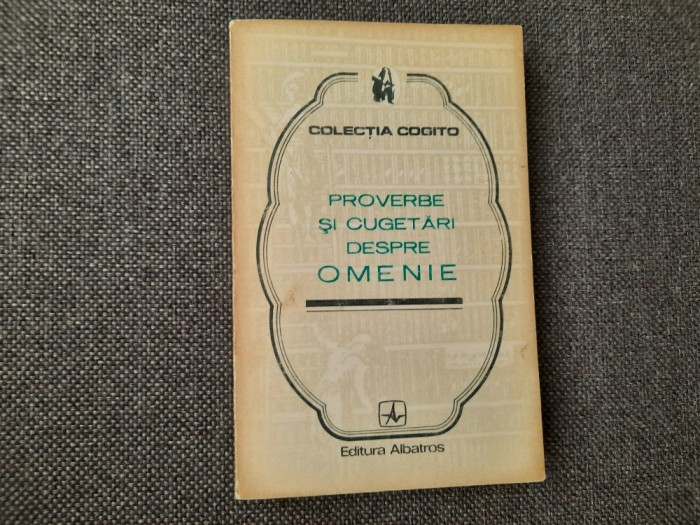 COLECȚIA COGITO
PROVERBE
ȘI CUGETĂRI
DESPRE
OMENIE
Editura Albatros